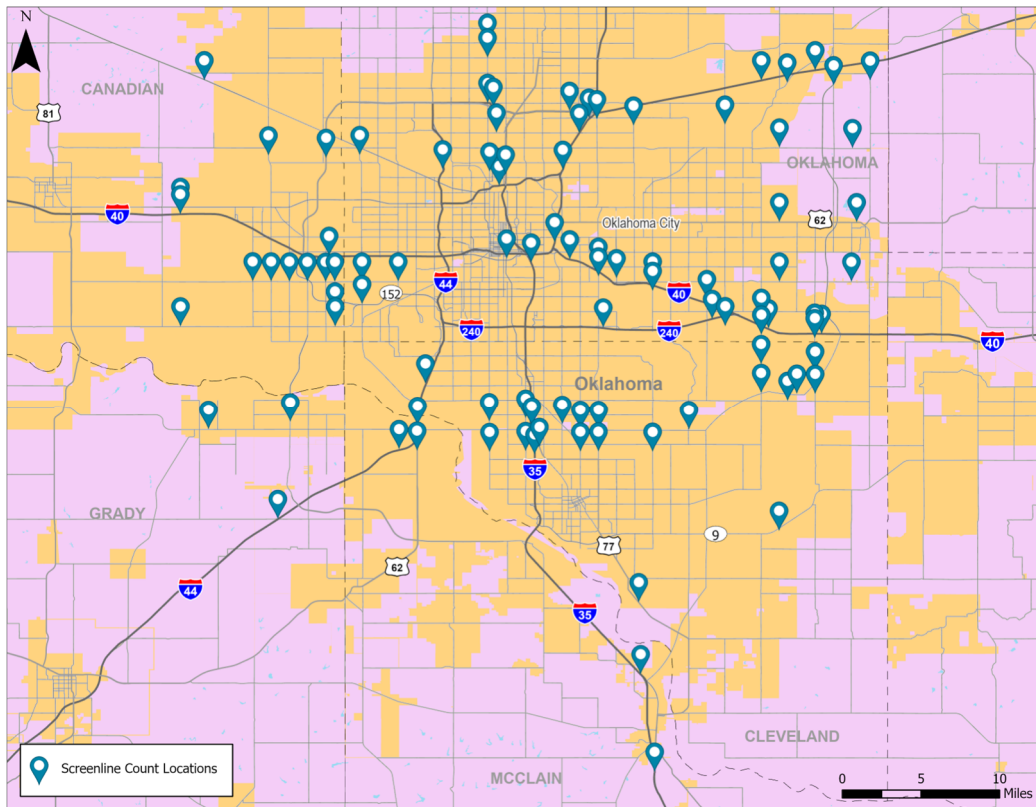 N
CANADIAN
81
OKLAHOMA
40
Oklahoma City
62
44
152
40
240
240
40
Oklahoma
35
GRADY
9
77
62
44
35
CLEVELAND
MCCLAIN
Screenline Count Locations
0 5 10
Miles